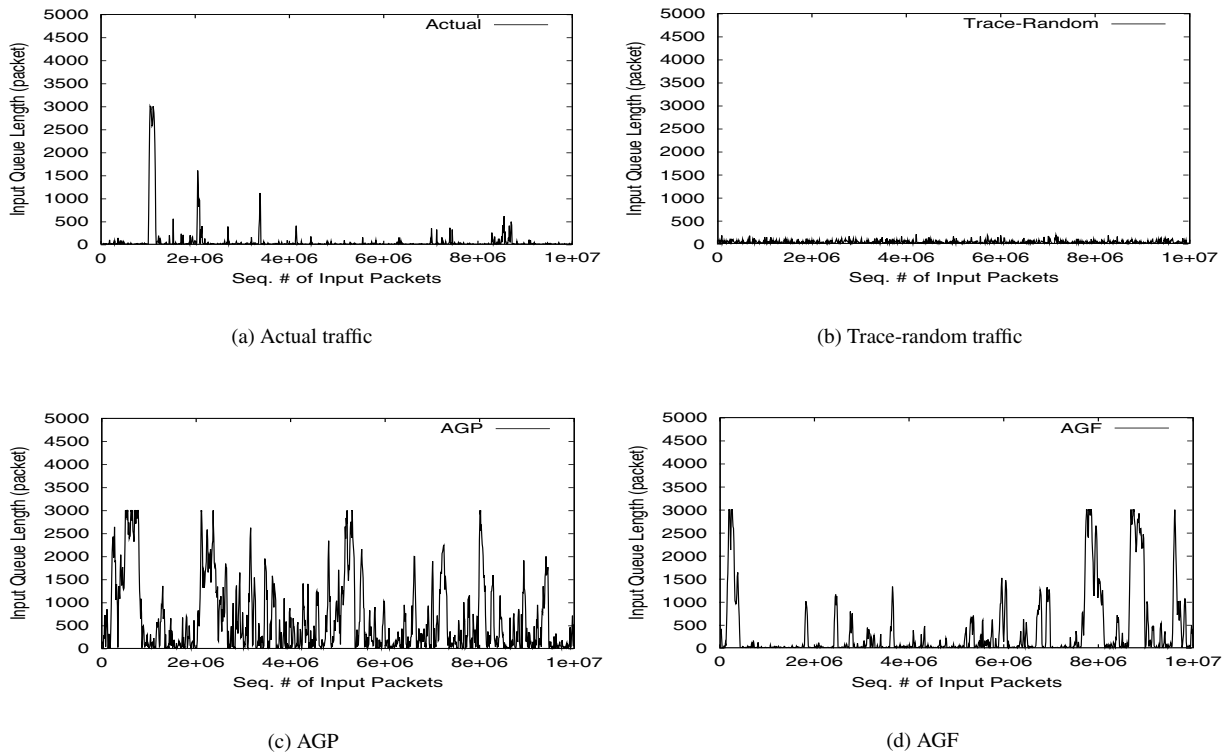 5000
4500
4000
3500
3000
2500
2000
1500
1000
500
0
Input Queue Length (packet)
Actual
0
2e+06
4e+06
6e+06
8e+06
1e+07
Seq. # of Input Packets
(a) Actual traffic
5000
4500
4000
3500
3000
2500
2000
1500
1000
500
0
Input Queue Length (packet)
Trace-Random
0
2e+06
4e+06
6e+06
8e+06
1e+07
Seq. # of Input Packets
(b) Trace-random traffic
5000
4500
4000
3500
3000
2500
2000
1500
1000
500
0
Input Queue Length (packet)
AGP
0
2e+06
4e+06
6e+06
8e+06
1e+07
Seq. # of Input Packets
(c) AGP
5000
4500
4000
3500
3000
2500
2000
1500
1000
500
0
Input Queue Length (packet)
AGF
0
2e+06
4e+06
6e+06
8e+06
1e+07
Seq. # of Input Packets
(d) AGF